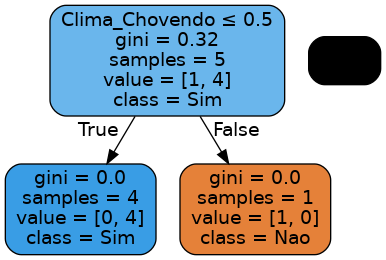 Clima_Chovendo ≤ 0.5
gini = 0.32
samples = 5
value = [1, 4]
class = Sim
True
False
gini = 0.0
samples = 4
value = [0, 4]
class = Sim
gini = 0.0
samples = 1
value = [1, 0]
class = Nao